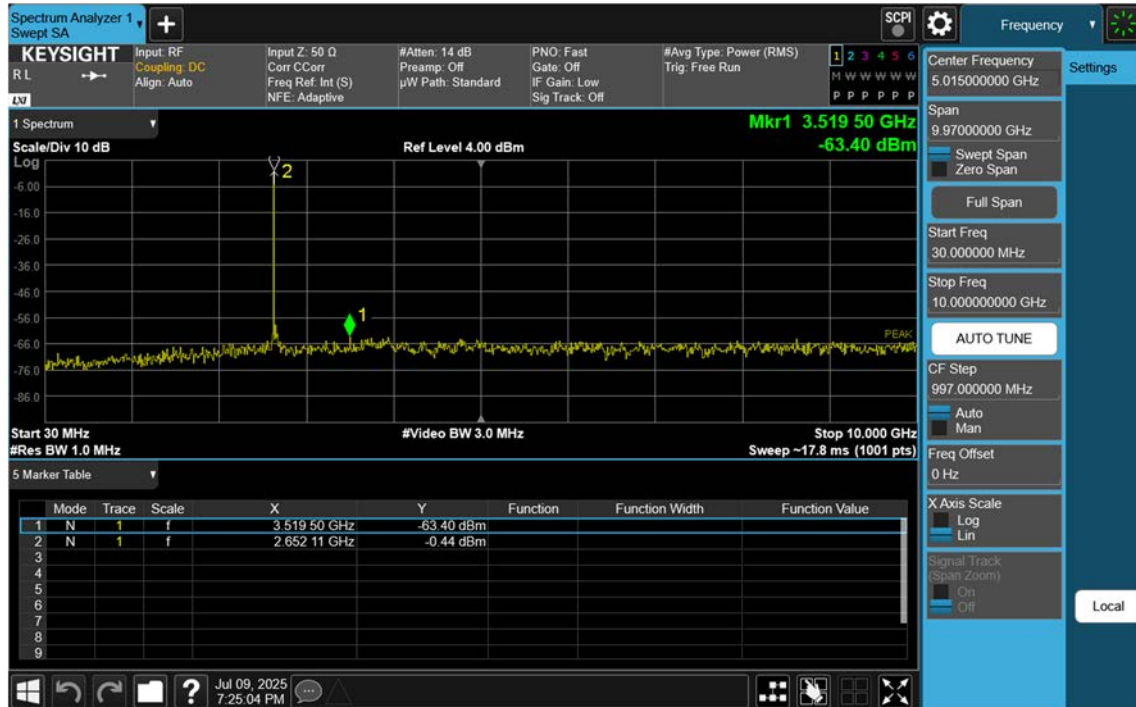 Spectrum Analyzer 1
Swept SA
SCPI
Frequency
KEYSIGHT
R L
LXI
Input: RF
Coupling: DC
Align: Auto
Input Z: 50 Ω
Corr CCorr
Freq Ref: Int (S)
NFE: Adaptive
#Atten: 14 dB
Preamp: Off
µW Path: Standard
PNO: Fast
Gate: Off
IF Gain: Low
Sig Track: Off
#Avg Type: Power (RMS)
Trig: Free Run
1 2 3 4 5 6
M W W W W W
P P P P P P
1 Spectrum
Mkr1 3.519 50 GHz
-63.40 dBm
Scale/Div 10 dB
Ref Level 4.00 dBm
Log
-6.00
-16.0
-26.0
-36.0
-46.0
-56.0
-66.0
-76.0
-86.0
2
1
PEAK
Start 30 MHz
#Video BW 3.0 MHz
Stop 10.000 GHz
#Res BW 1.0 MHz
Sweep ~17.8 ms (1001 pts)
5 Marker Table
Mode Trace Scale X Y Function Function Width Function Value
1 N 1 f 3.519 50 GHz -63.40 dBm
2 N 1 f 2.652 11 GHz -0.44 dBm
3
4
5
6
7
8
9
Jul 09, 2025
7:25:04 PM
Center Frequency
5.015000000 GHz
Settings
Span
9.97000000 GHz
Swept Span
Zero Span
Full Span
Start Freq
30.000000 MHz
Stop Freq
10.000000000 GHz
AUTO TUNE
CF Step
997.000000 MHz
Auto
Man
Freq Offset
0 Hz
X Axis Scale
Log
Lin
Signal Track
(Span Zoom)
On
Off
Local